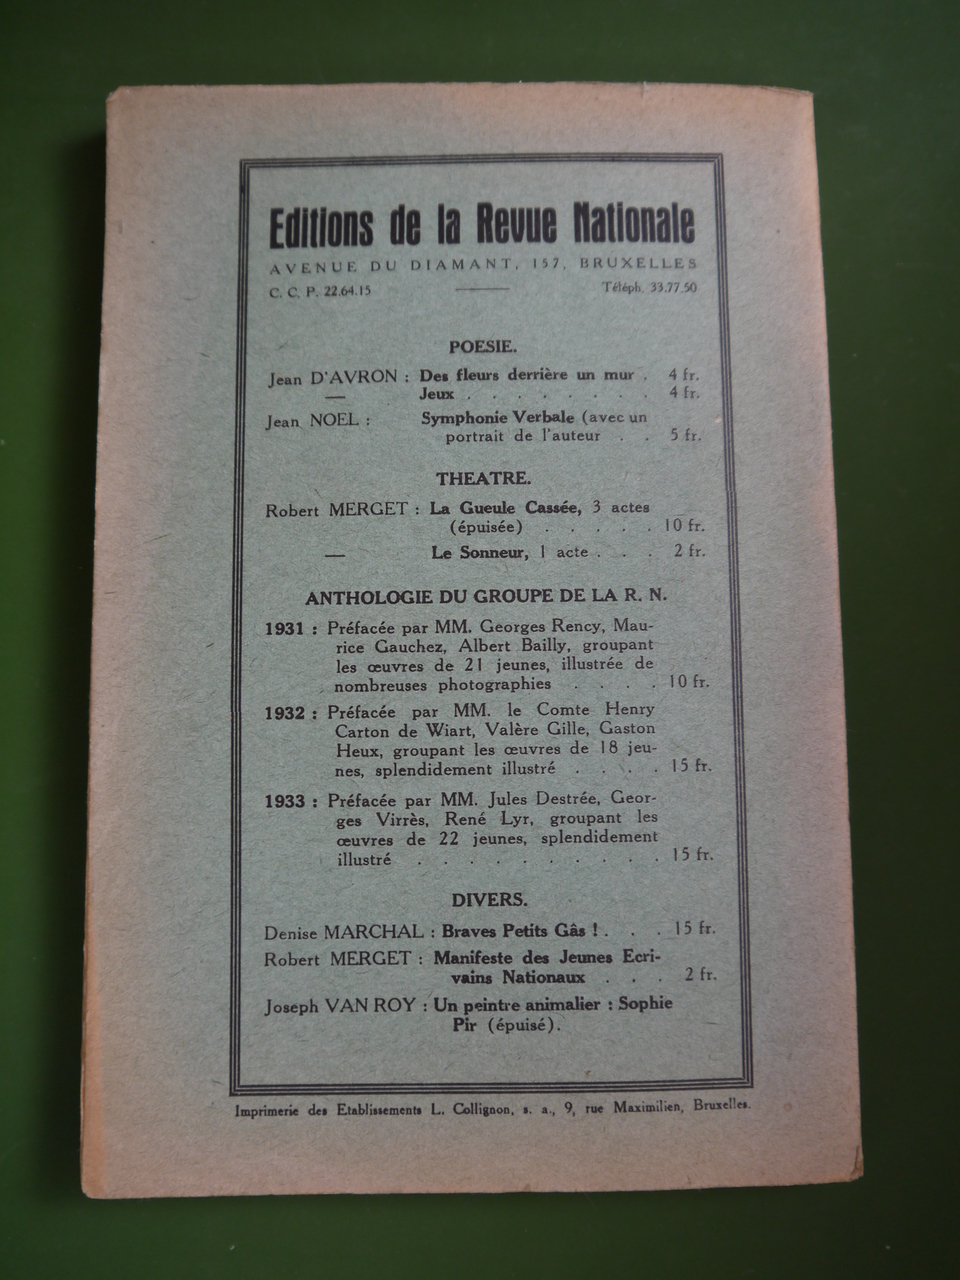 Editions de la Revue Nationale
AVENUE DU DIAMANT, 157, BRUXELLES
C. C. P. 22.64.15 Téléph. 33.77.50
POESIE.
Jean D'AVRON : Des fleurs derrière un mur . 4 fr.
— Jeux . . . . . . . . 4 fr.
Jean NOEL : Symphonie Verbale (avec un
portrait de l'auteur . . 5 fr.
THEATRE.
Robert MERGET : La Gueule Cassée, 3 actes
(épuisée) . . . . . 10 fr.
— Le Sonneur, 1 acte . . . 2 fr.
ANTHOLOGIE DU GROUPE DE LA R. N.
1931 : Préfacée par MM. Georges Rency, Mau-
rice Gauchez, Albert Bailly, groupant
les œuvres de 21 jeunes, illustrée de
nombreuses photographies . . . . 10 fr.
1932 : Préfacée par MM. le Comte Henry
Carton de Wiart, Valère Gille, Gaston
Heux, groupant les œuvres de 18 jeu-
nes, splendidement illustré . . . . 15 fr.
1933 : Préfacée par MM. Jules Destrée, Geor-
ges Virrès, René Lyr, groupant les
œuvres de 22 jeunes, splendidement
illustré . . . . . . . . . . 15 fr.
DIVERS.
Denise MARCHAL : Braves Petits Gâs ! . . . 15 fr.
Robert MERGET : Manifeste des Jeunes Ecri-
vains Nationaux . . . 2 fr.
Joseph VAN ROY : Un peintre animalier : Sophie
Pir (épuisé).
Imprimerie des Etablissements L. Collignon, s. a., 9, rue Maximilien, Bruxelles.